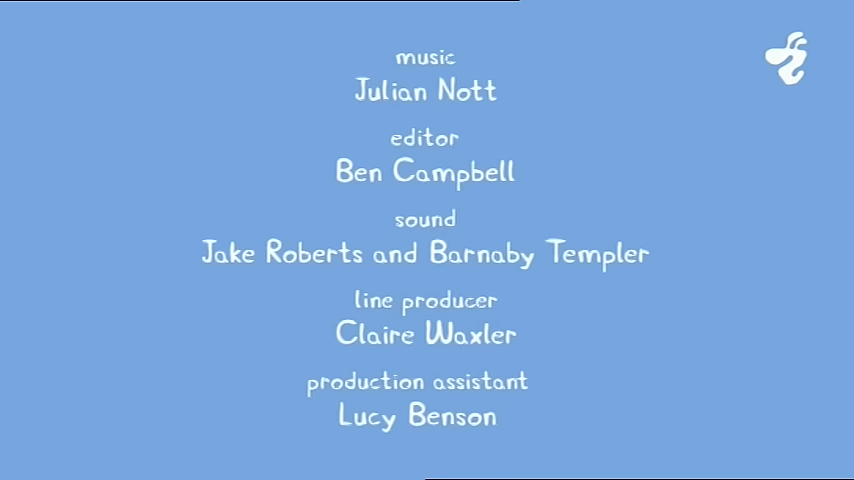 music
Julian Nott
editor
Ben Campbell
sound
Jake Roberts and Barnaby Templer
line producer
Claire Waxler
production assistant
Lucy Benson